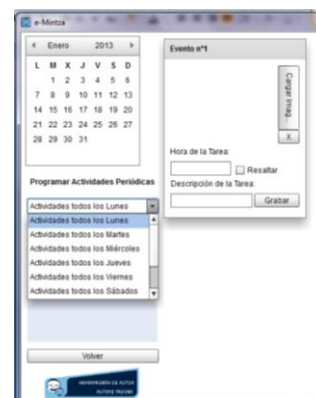 e-Mintza
Enero 2013
L M X J V S D
1 2 3 4 5 6
7 8 9 10 11 12 13
14 15 16 17 18 19 20
21 22 23 24 25 26 27
28 29 30 31
Programar Actividades Periódicas
Actividades todos los Lunes
Actividades todos los Lunes
Actividades todos los Martes
Actividades todos los Miércoles
Actividades todos los Jueves
Actividades todos los Viernes
Actividades todos los Sábados
Volver
HERRAMIENTA DE AUTOR
Evento nº1
Cargar Imag...
X
Hora de la Tarea:
Resaltar
Descripción de la Tarea:
Grabar